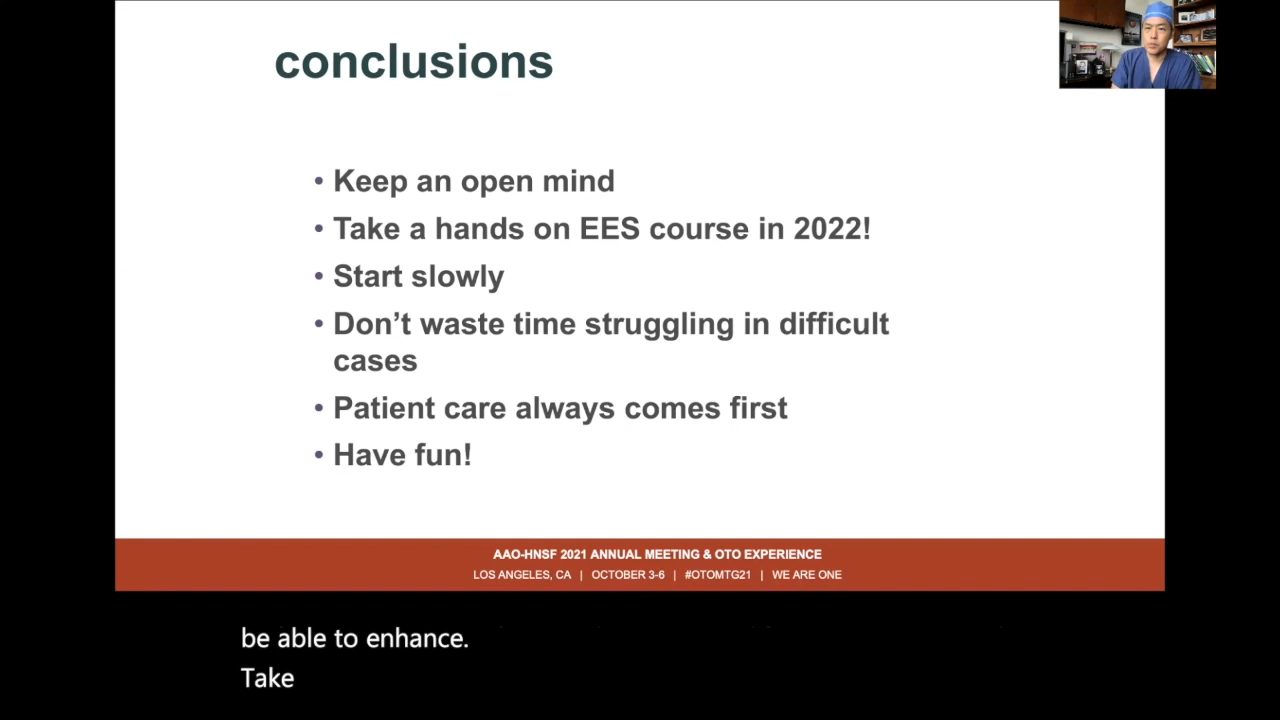 conclusions
• Keep an open mind
• Take a hands on EES course in 2022!
• Start slowly
• Don’t waste time struggling in difficult
cases
• Patient care always comes first
• Have fun!
AAO-HNSF 2021 ANNUAL MEETING & OTO EXPERIENCE
LOS ANGELES, CA | OCTOBER 3-6 | #OTOMTG21 | WE ARE ONE
be able to enhance.
Take